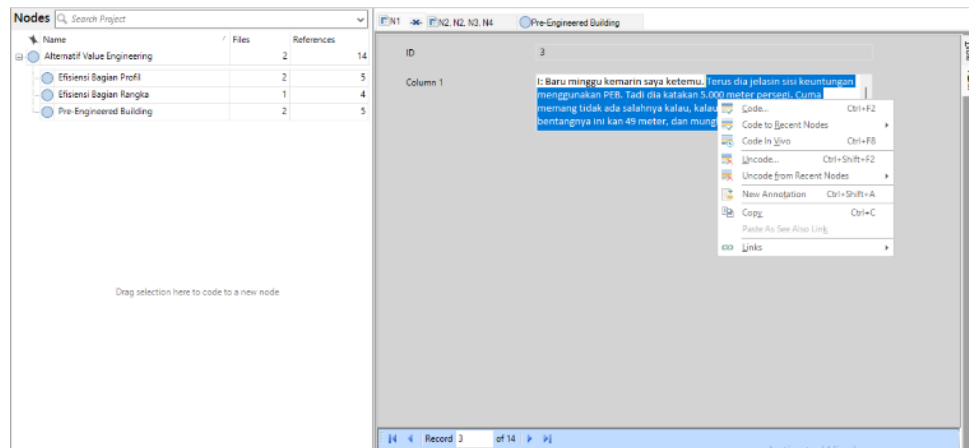 Nodes
Search Project
N1
N2, N2, N3, N4
Pre-Engineered Building
Name
Files
References
Alternatif Value Engineering
2
14
Efisiensi Bagian Profil
2
5
Efisiensi Bagian Rangka
1
4
Pre-Engineered Building
2
5
Drag selection here to code to a new node
ID
3
Column 1
I: Baru minggu kemarin saya ketemu. Terus dia jelasin sisi keuntungan
menggunakan PEB. Tadi dia katakan 5.000 meter persegi. Cuma
memang tidak ada salahnya kalau, kalau
bentangnya ini kan 49 meter, dan
Code... Ctrl+F2
Code to Recent Nodes
Code In Vivo Ctrl+F8
Uncode... Ctrl+Shift+F2
Uncode from Recent Nodes
New Annotation Ctrl+Shift+A
Copy Ctrl+C
Paste As See Also Link
Links
Record 3 of 14